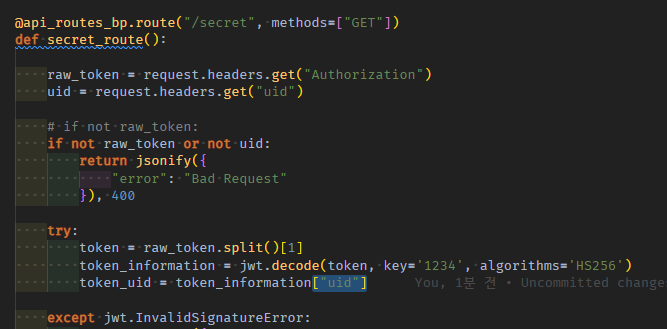 @api_routes_bp.route("/secret", methods=["GET"])
def secret_route():
raw_token = request.headers.get("Authorization")
uid = request.headers.get("uid")
# if not raw_token:
if not raw_token or not uid:
return jsonify({
"error": "Bad Request"
}), 400
try:
token = raw_token.split()[1]
token_information = jwt.decode(token, key='1234', algorithms='HS256')
token_uid = token_information["uid"] You, 1분 전 • Uncommitted changes
except jwt.InvalidSignatureError: